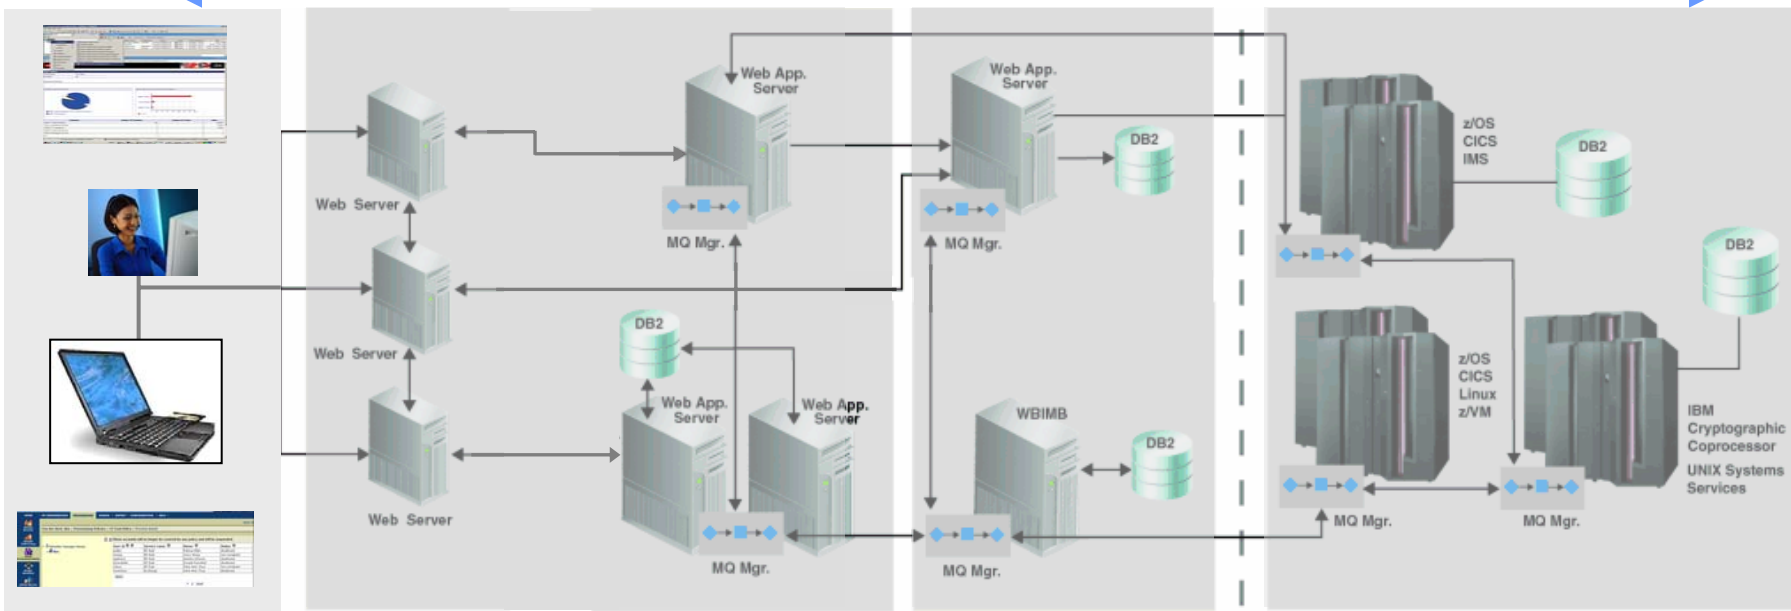 Web App.
Server
Web App.
Server
z/OS
CICS
IMS
DB2
DB2
Web Server
MQ Mgr.
MQ Mgr.
DB2
Web Server
DB2
z/OS
CICS
Linux
z/VM
Web App.
Server
Web App.
Server
WBIMB
DB2
IBM
Cryptographic
Coprocessor
UNIX Systems
Services
Web Server
MQ Mgr.
MQ Mgr.
MQ Mgr.
MQ Mgr.